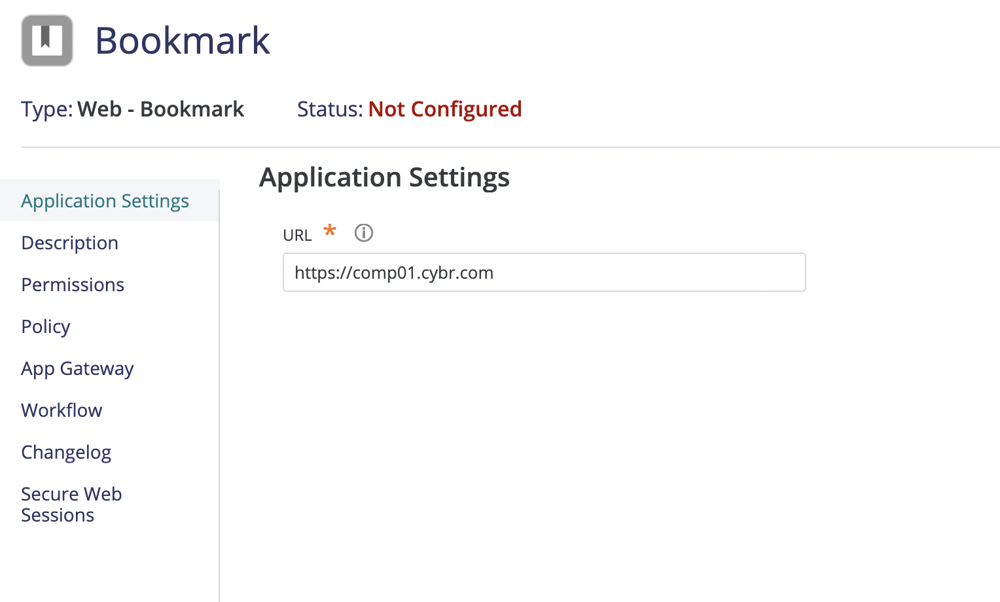 Bookmark
Type: Web - Bookmark Status: Not Configured
Application Settings
Description
Permissions
Policy
App Gateway
Workflow
Changelog
Secure Web
Sessions
Application Settings
URL *
https://comp01.cybr.com